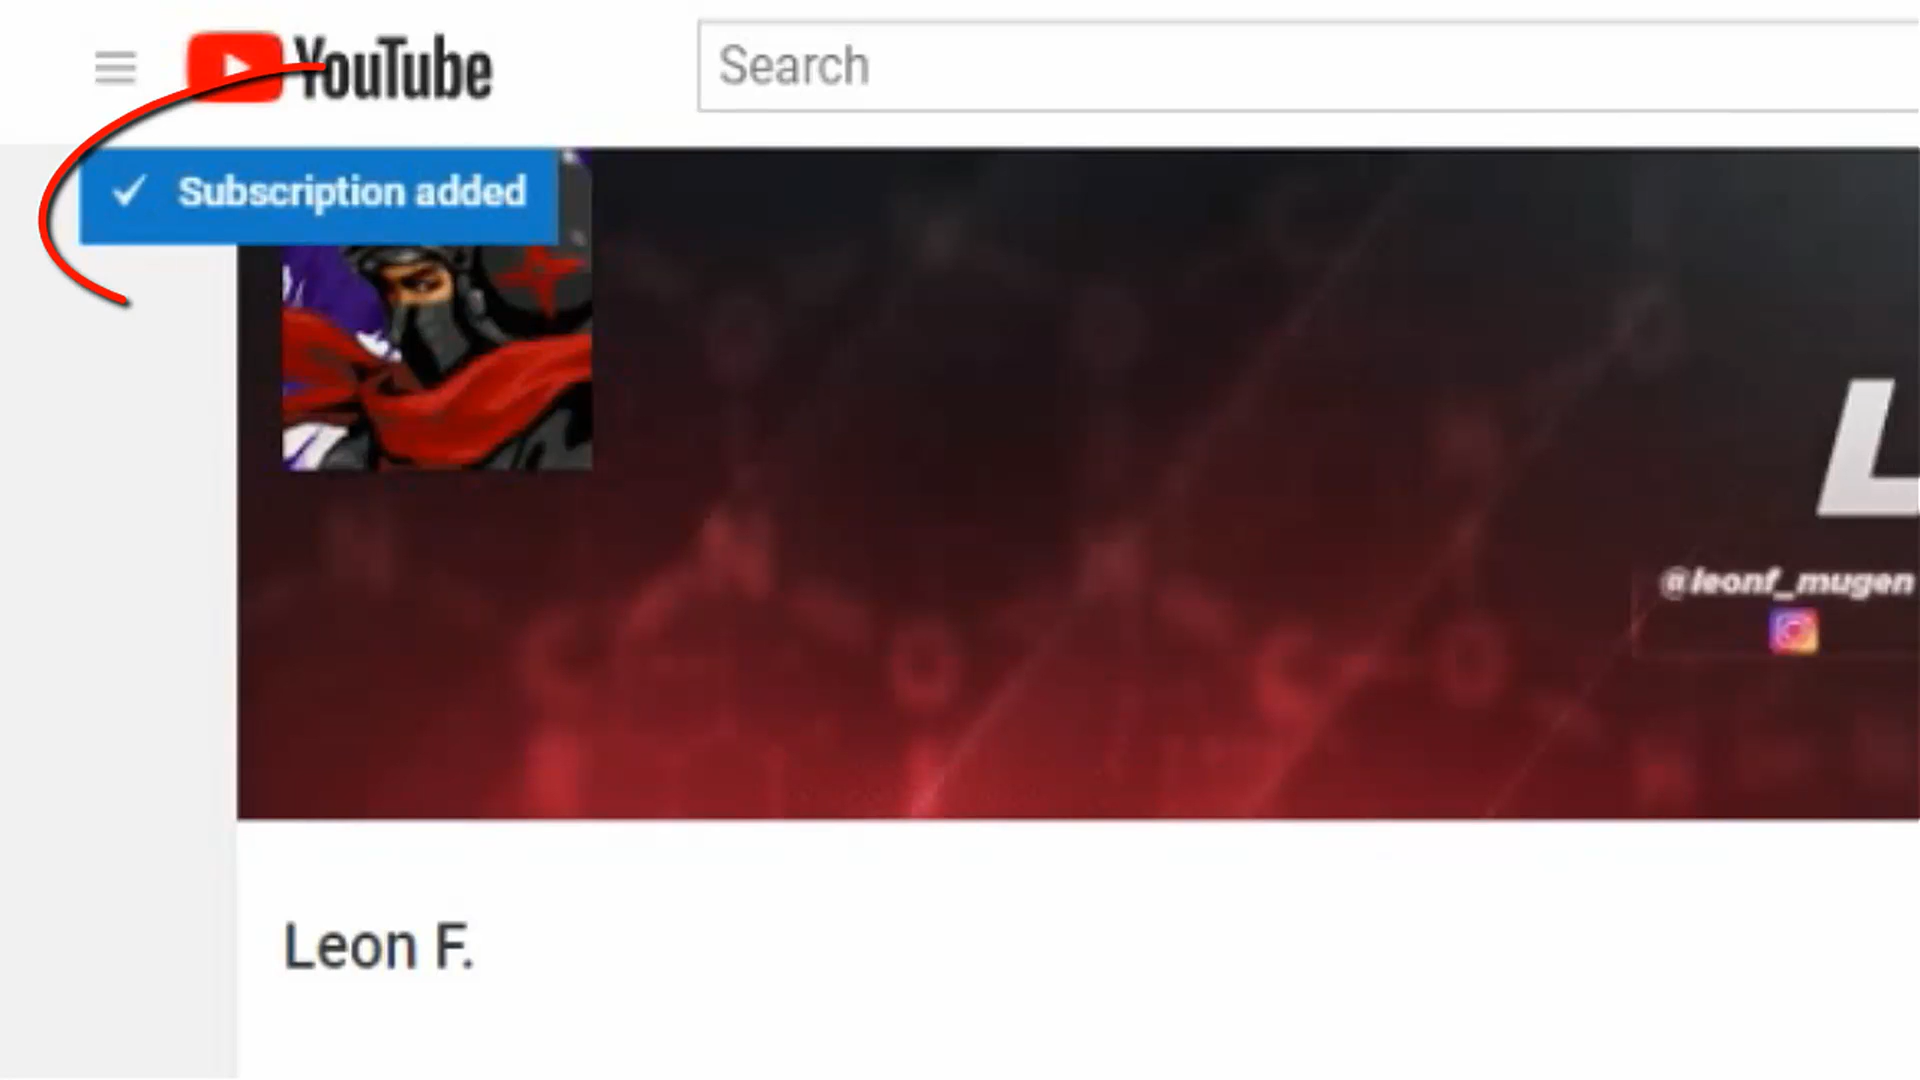 YouTube
Search
Subscription added
L
@leonf_mugen
Leon F.